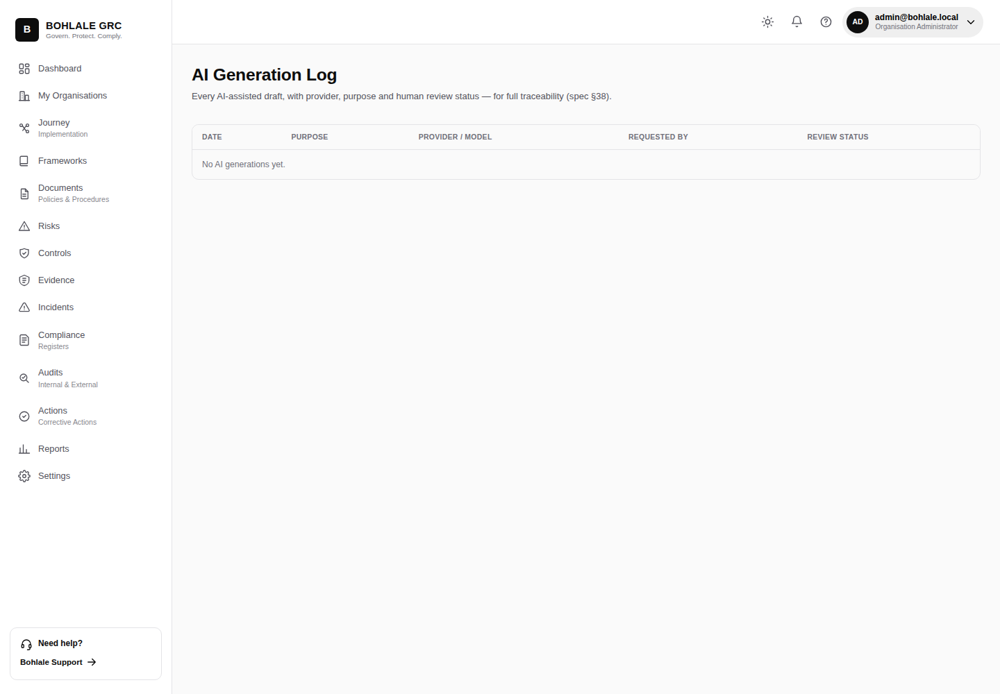 B
BOHLALE GRC
Govern. Protect. Comply.
Dashboard
My Organisations
Journey
Implementation
Frameworks
Documents
Policies & Procedures
Risks
Controls
Evidence
Incidents
Compliance
Registers
Audits
Internal & External
Actions
Corrective Actions
Reports
Settings
Need help?
Bohlale Support
AD
admin@bohlale.local
Organisation Administrator
AI Generation Log
Every AI-assisted draft, with provider, purpose and human review status — for full traceability (spec §38).
DATE PURPOSE PROVIDER / MODEL REQUESTED BY REVIEW STATUS
No AI generations yet.